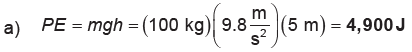 a) PE = mgh = (100 kg)(9.8 m/s²)(5 m) = 4,900 J